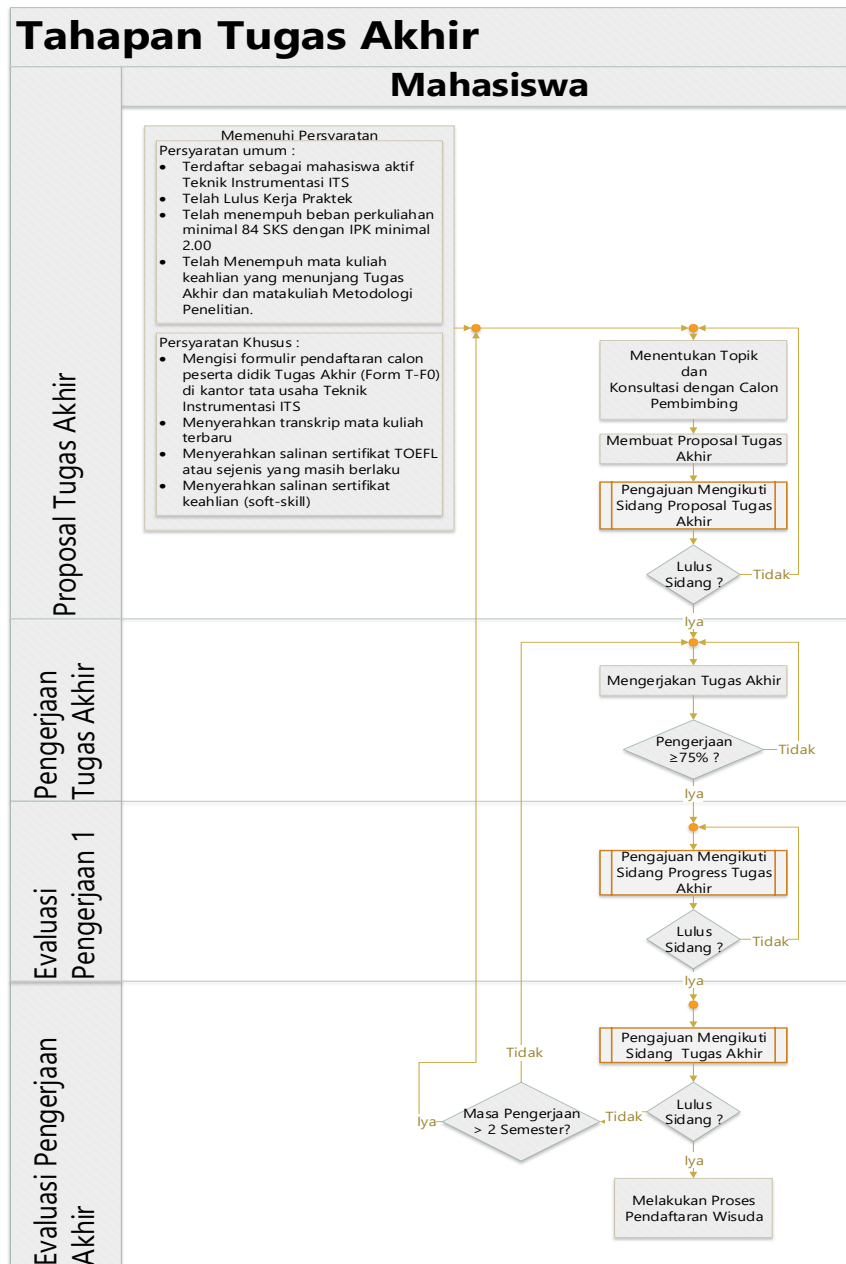 Tahapan Tugas Akhir
Mahasiswa
Proposal Tugas Akhir
Memenuhi Persyaratan
Persyaratan umum :
• Terdaftar sebagai mahasiswa aktif
Teknik Instrumentasi ITS
• Telah Lulus Kerja Praktek
• Telah menempuh beban perkuliahan
minimal 84 SKS dengan IPK minimal
2.00
• Telah Menempuh mata kuliah
keahlian yang menunjang Tugas
Akhir dan matakuliah Metodologi
Penelitian.
Persyaratan Khusus :
• Mengisi formulir pendaftaran calon
peserta didik Tugas Akhir (Form T-F0)
di kantor tata usaha Teknik
Instrumentasi ITS
• Menyerahkan transkrip mata kuliah
terbaru
• Menyerahkan salinan sertifikat TOEFL
atau sejenis yang masih berlaku
• Menyerahkan salinan sertifikat
keahlian (soft-skill)
Menentukan Topik
dan
Konsultasi dengan Calon
Pembimbing
Membuat Proposal Tugas
Akhir
Pengajuan Mengikuti
Sidang Proposal Tugas
Akhir
Lulus
Sidang ?
Tidak
Iya
Pengerjaan
Tugas Akhir
Mengerjakan Tugas Akhir
Pengerjaan
≥75% ?
Tidak
Iya
Evaluasi
Pengerjaan 1
Pengajuan Mengikuti
Sidang Progress Tugas
Akhir
Lulus
Sidang ?
Tidak
Iya
Evaluasi Pengerjaan
Akhir
Pengajuan Mengikuti
Sidang Tugas Akhir
Lulus
Sidang ?
Tidak
Masa Pengerjaan
> 2 Semester?
Tidak
Iya
Iya
Melakukan Proses
Pendaftaran Wisuda